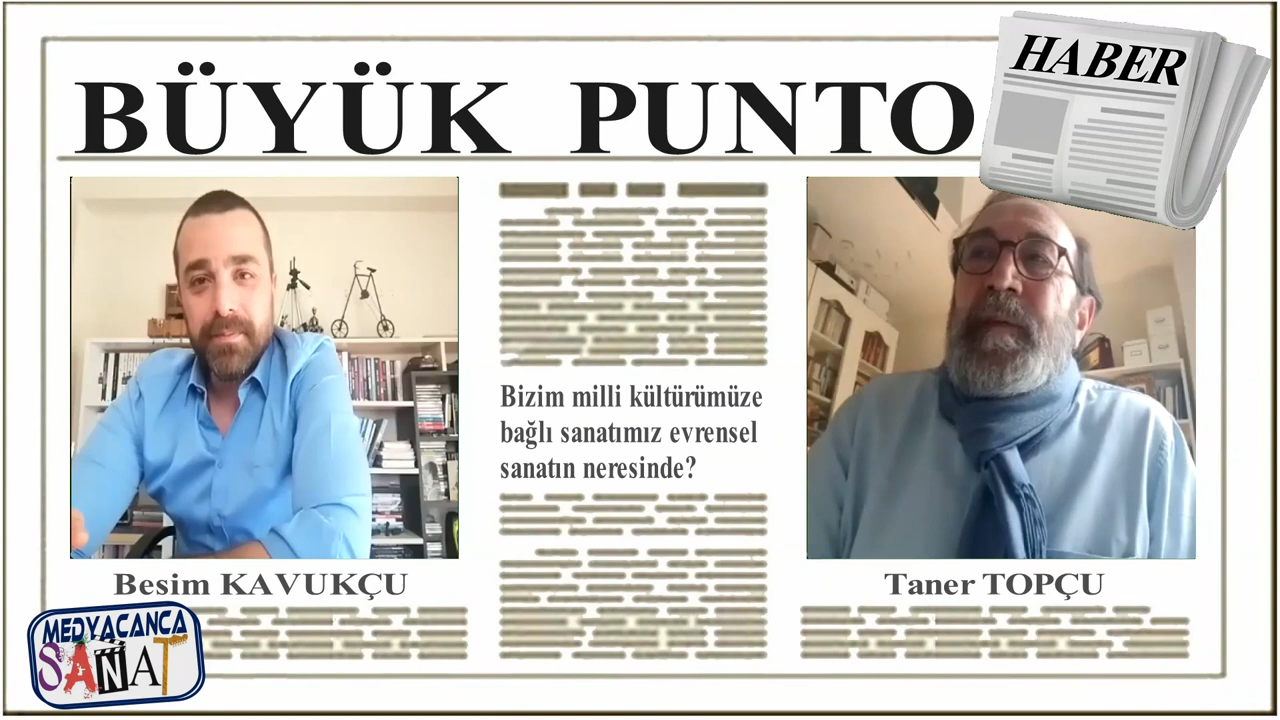 BÜYÜK PUNTO
HABER
Bizim milli kültürümüze
bağlı sanatımız evrensel
sanatın neresinde?
Besim KAVUKÇU
Taner TOPÇU
MEDYACANCA
SANAT